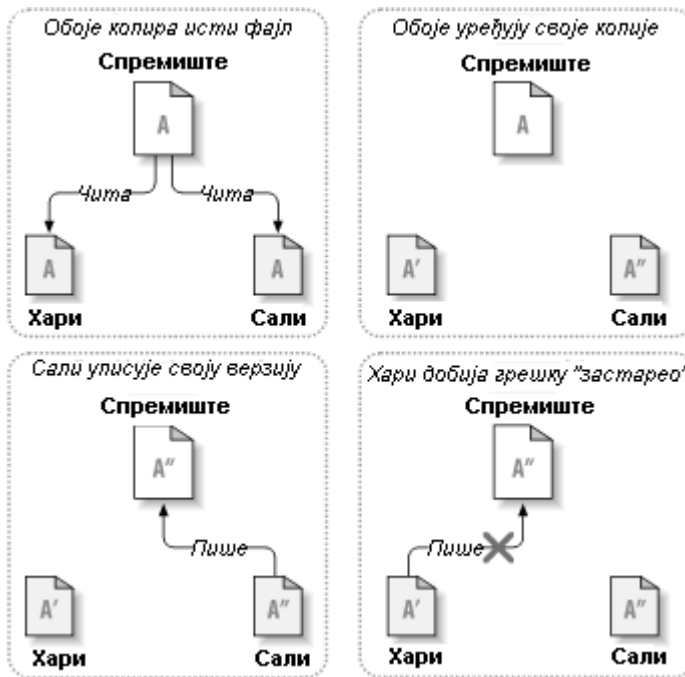 Обоје копира исти фајл
Спремиште
A
Чита Чита
A A
Хари Сали
Обоје уређују своје копије
Спремиште
A
A' A"
Хари Сали
Сали уписује своју верзију
Спремиште
A"
Пише
A' A"
Хари Сали
Хари добија грешку "застарео"
Спремиште
A"
Пише
A' A"
Хари Сали